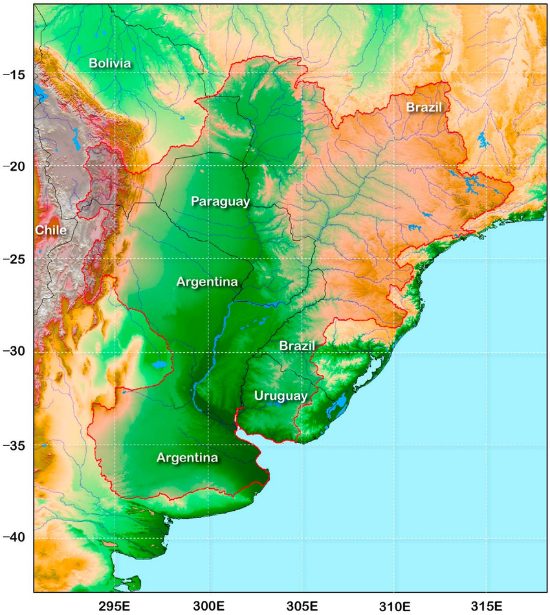 Bolivia
−15
Brazil
−20
Paraguay
Chile
−25
Argentina
Brazil
−30
Uruguay
−35
Argentina
−40
295E
300E
305E
310E
315E